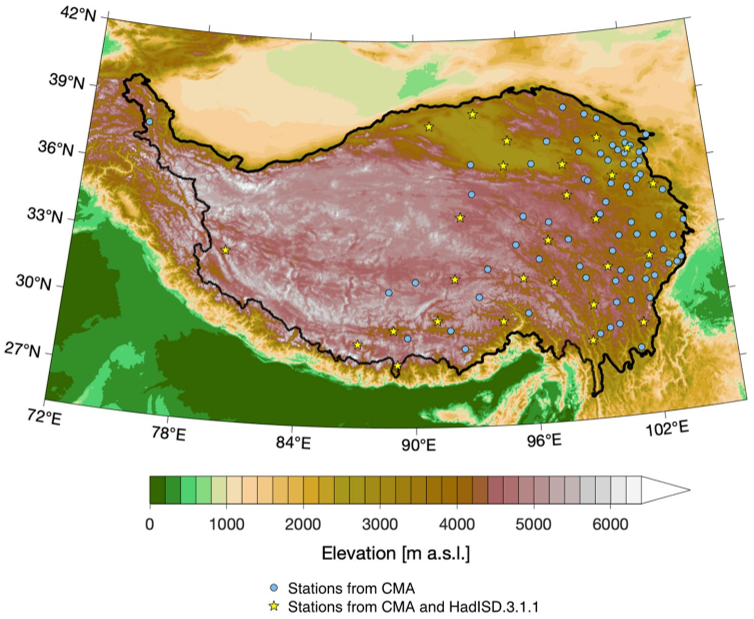 42°N
39°N
36°N
33°N
30°N
27°N
72°E
78°E
84°E
90°E
96°E
102°E
0 1000 2000 3000 4000 5000 6000
Elevation [m a.s.l.]
Stations from CMA
Stations from CMA and HadISD.3.1.1